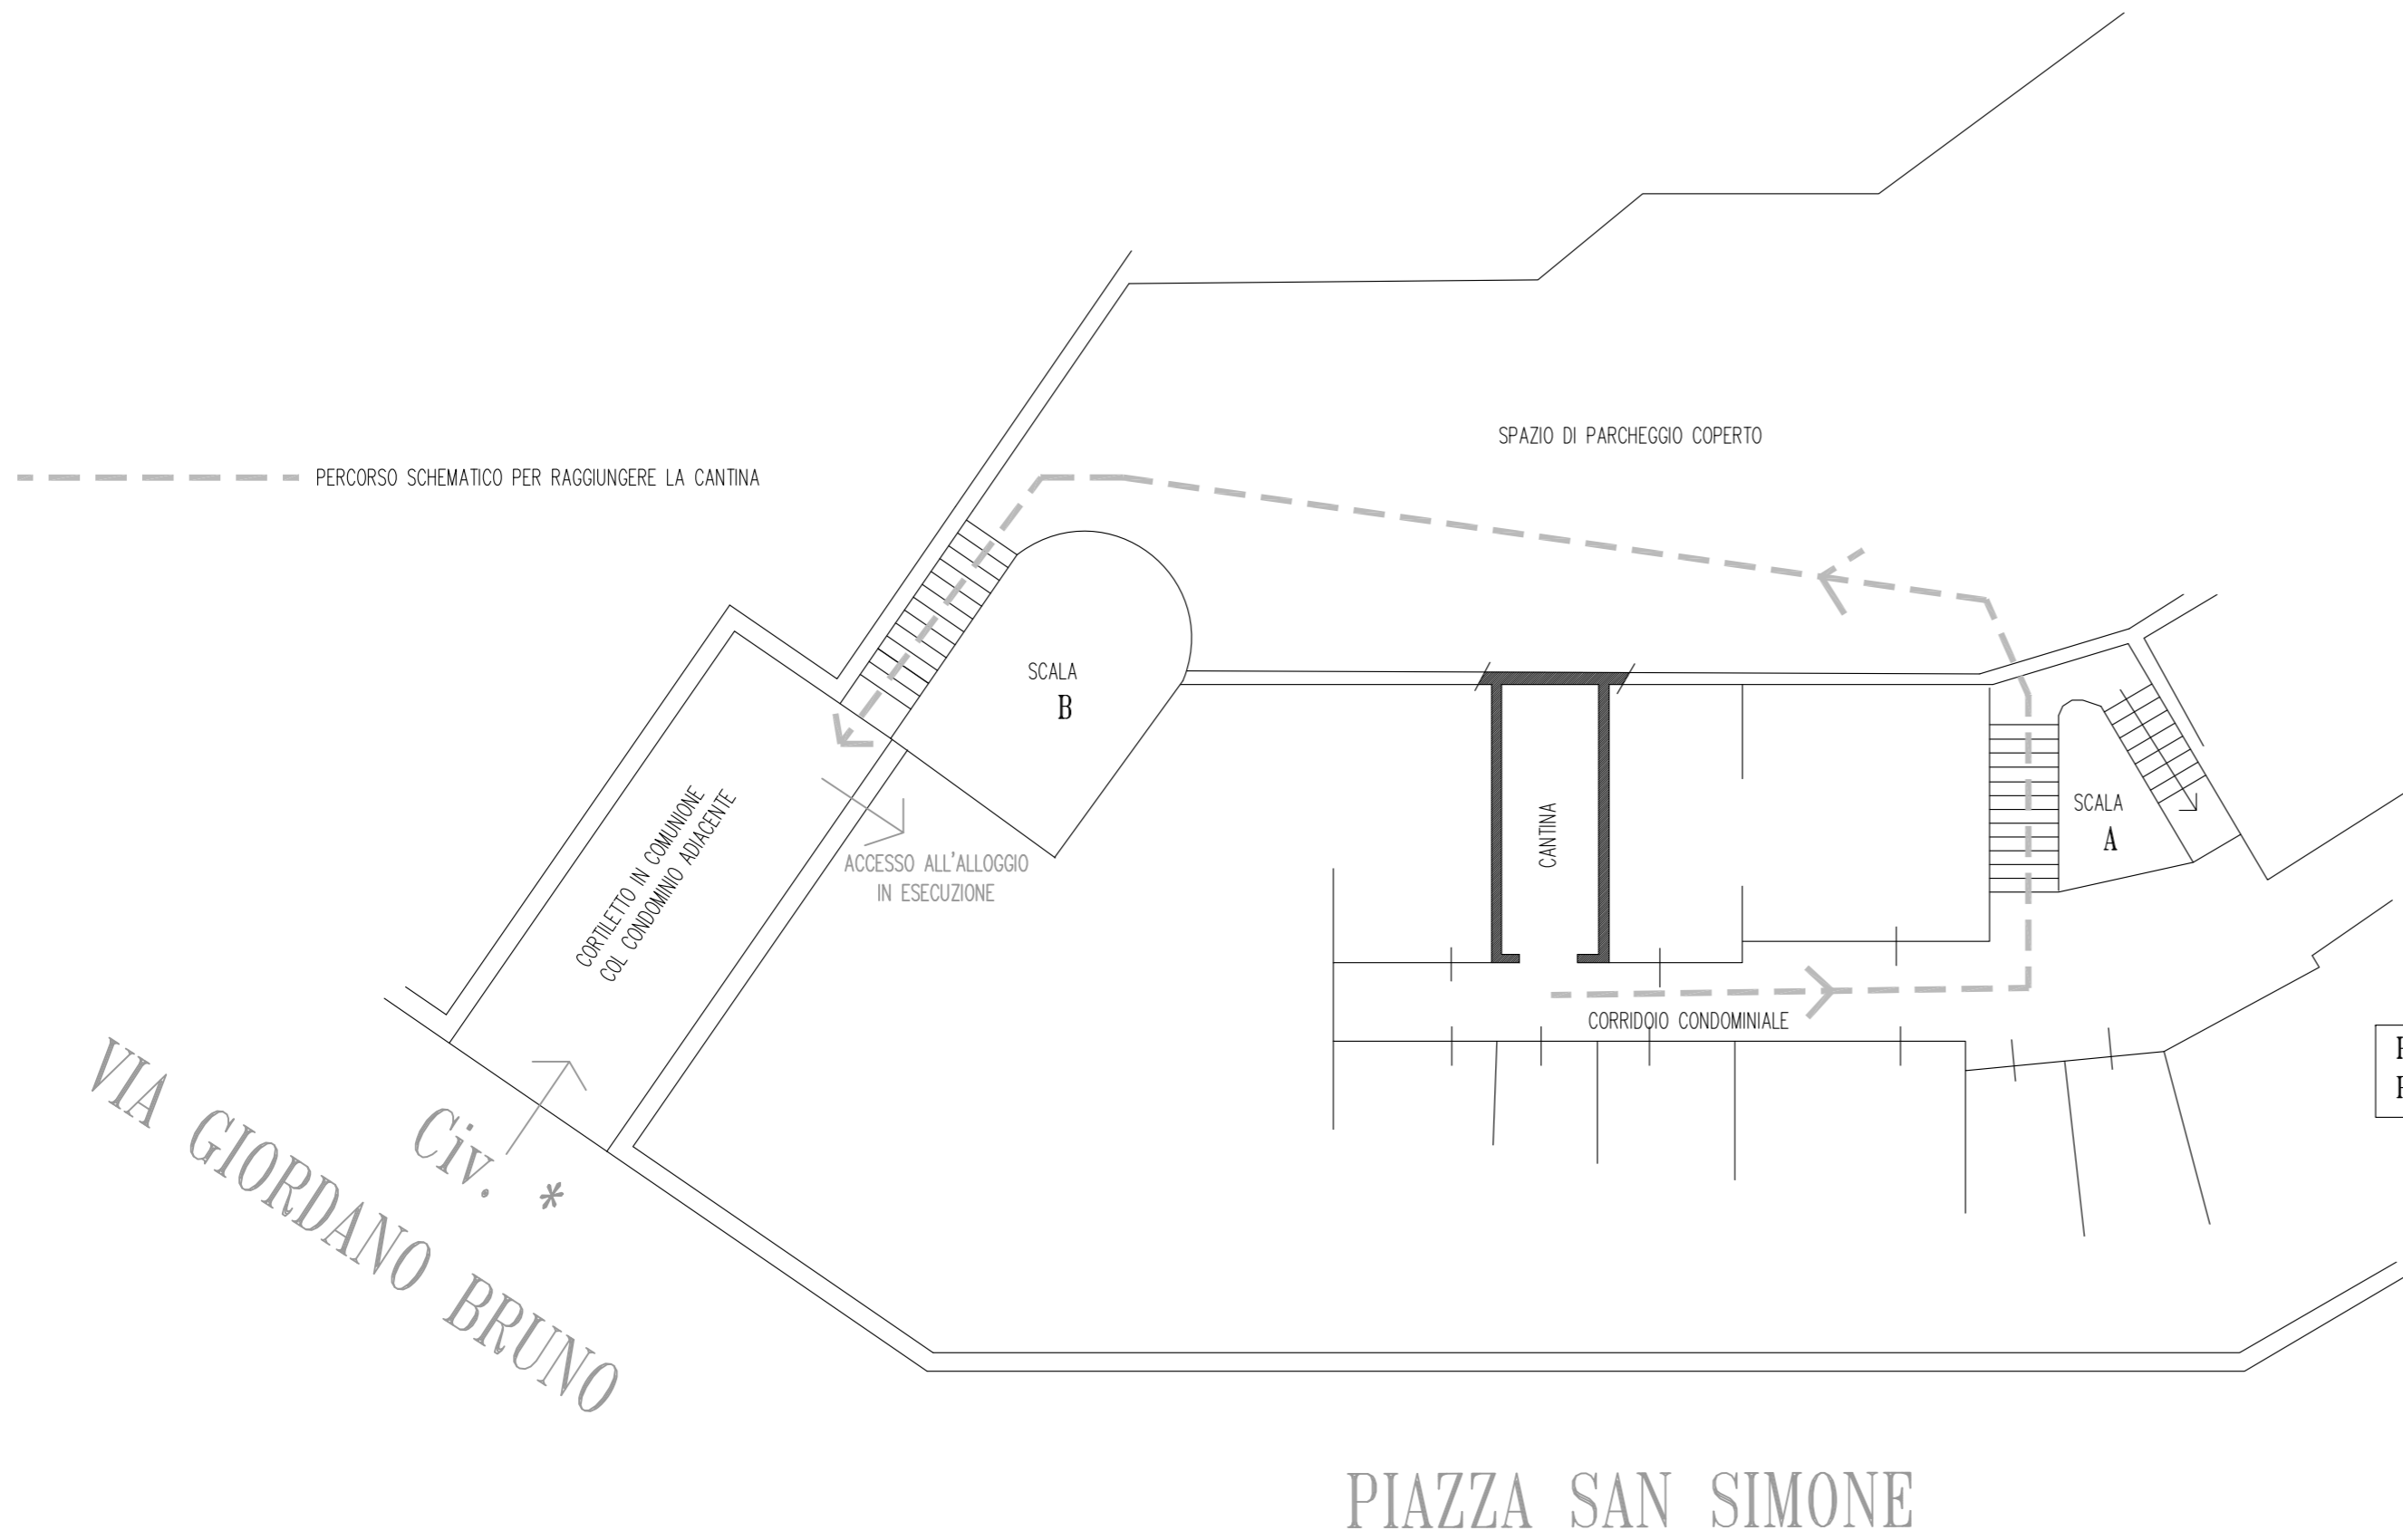 SPAZIO DI PARCHEGGIO COPERTO
PERCORSO SCHEMATICO PER RAGGIUNGERE LA CANTINA
SCALA
B
CORTILETTO IN COMUNIONE
COL CONDOMINIO ADIACENTE
ACCESSO ALL'ALLOGGIO
IN ESECUZIONE
CANTINA
SCALA
A
CORRIDOIO CONDOMINIALE
Civ. *
VIA GIORDANO BRUNO
PIAZZA SAN SIMONE